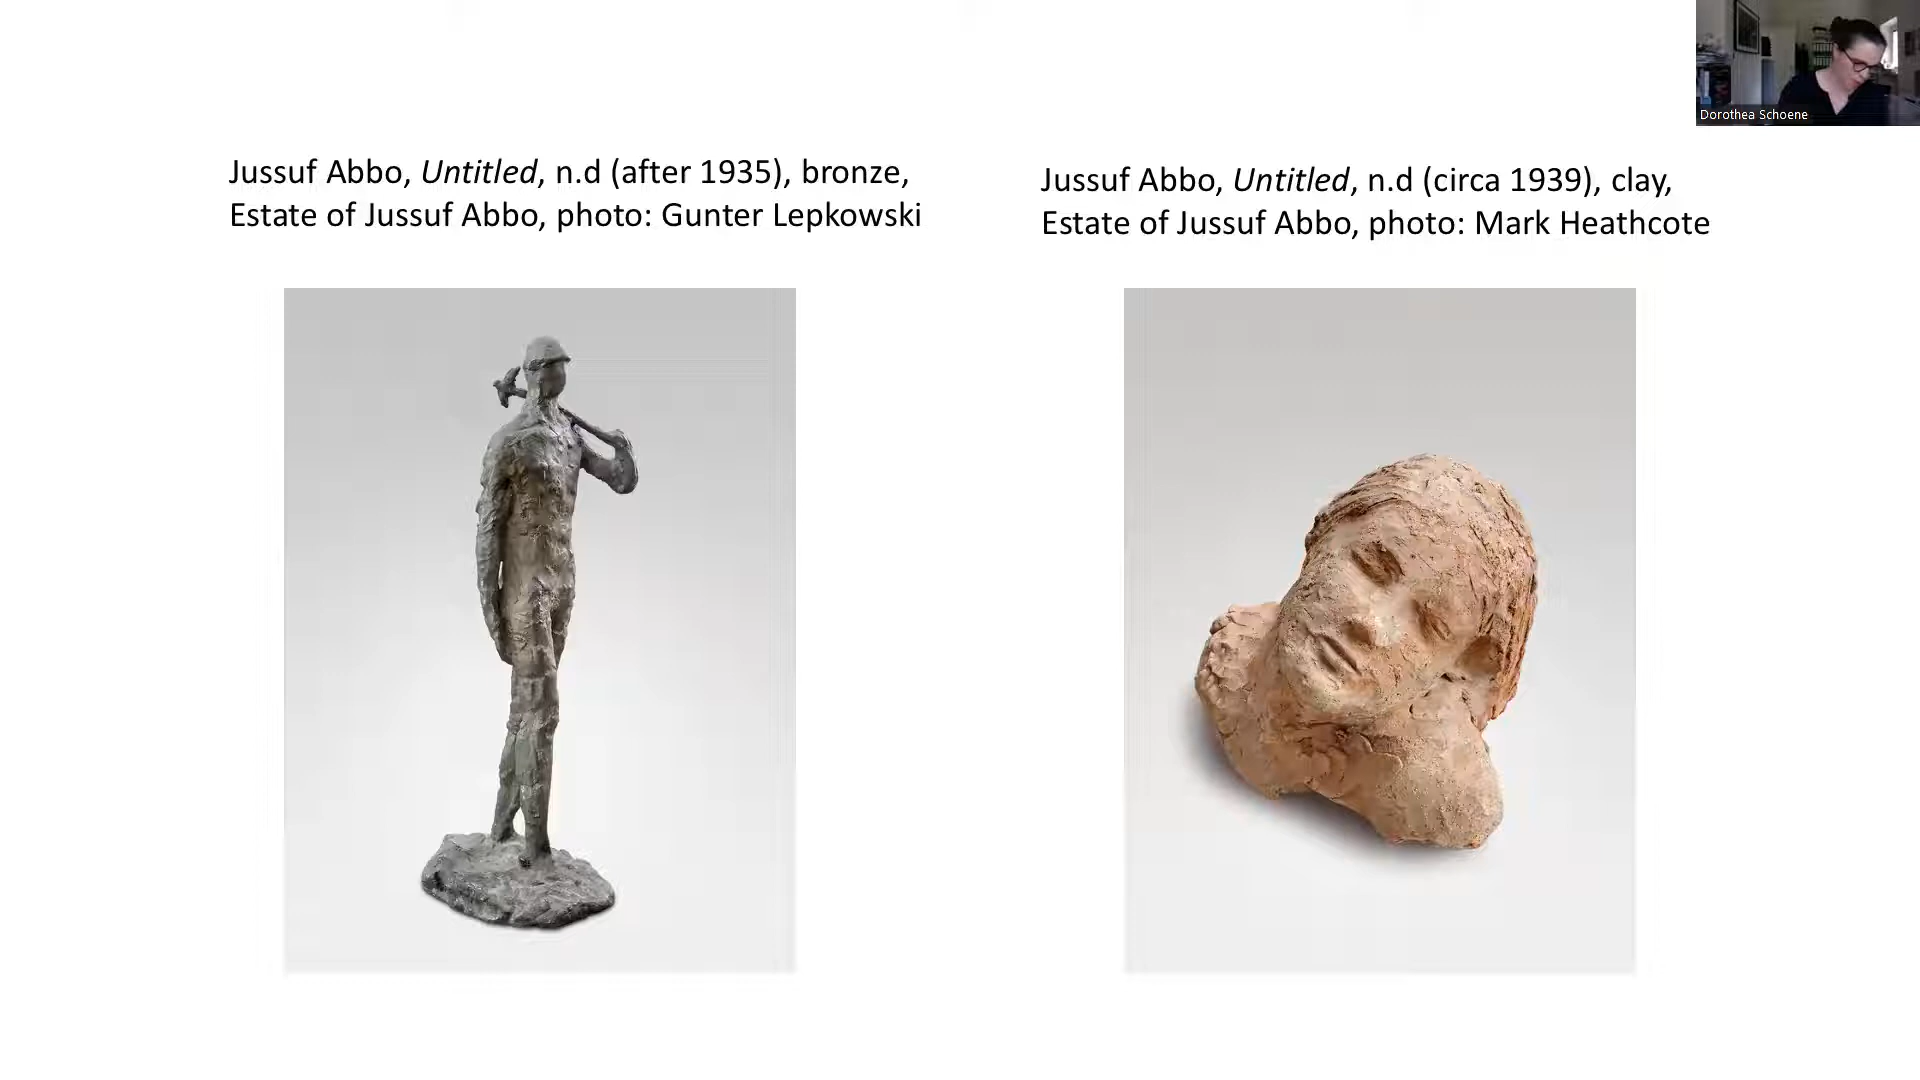 Dorothea Schoene
Jussuf Abbo, Untitled, n.d (after 1935), bronze,
Estate of Jussuf Abbo, photo: Gunter Lepkowski
Jussuf Abbo, Untitled, n.d (circa 1939), clay,
Estate of Jussuf Abbo, photo: Mark Heathcote